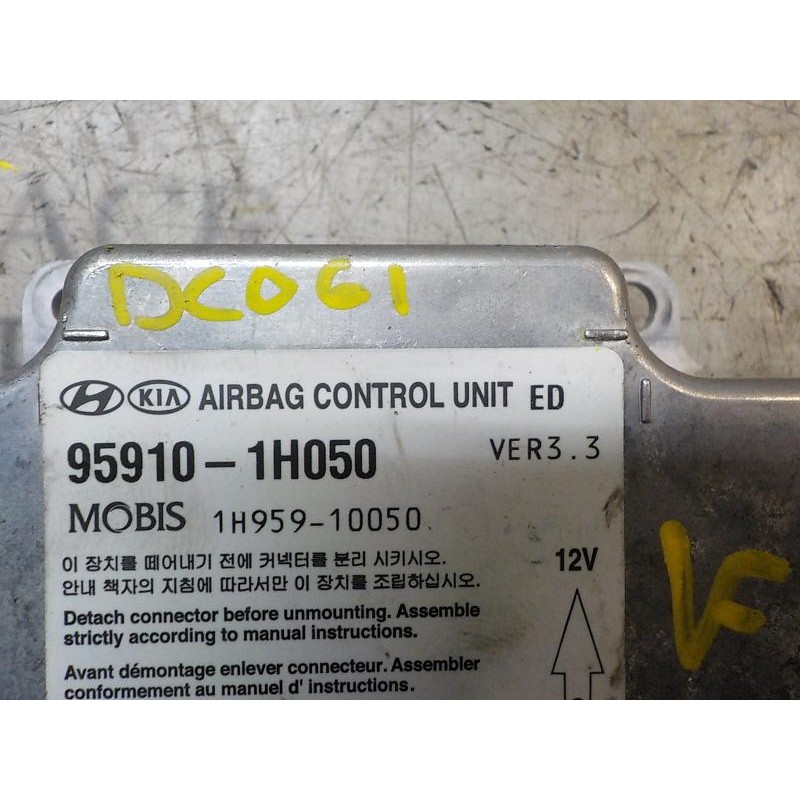 DC061
KIA AIRBAG CONTROL UNIT ED
95910-1H050 VER3.3
MOBIS 1H959-10050
이 장치를 떼어내기 전에 커넥터를 분리 시키시오.
안내 책자의 지침에 따라서만 이 장치를 조립하십시오.
12V
Detach connector before unmounting. Assemble
strictly according to manual instructions.
Avant démontage enlever connecteur. Assembler
conformement au manuel d' instructions.